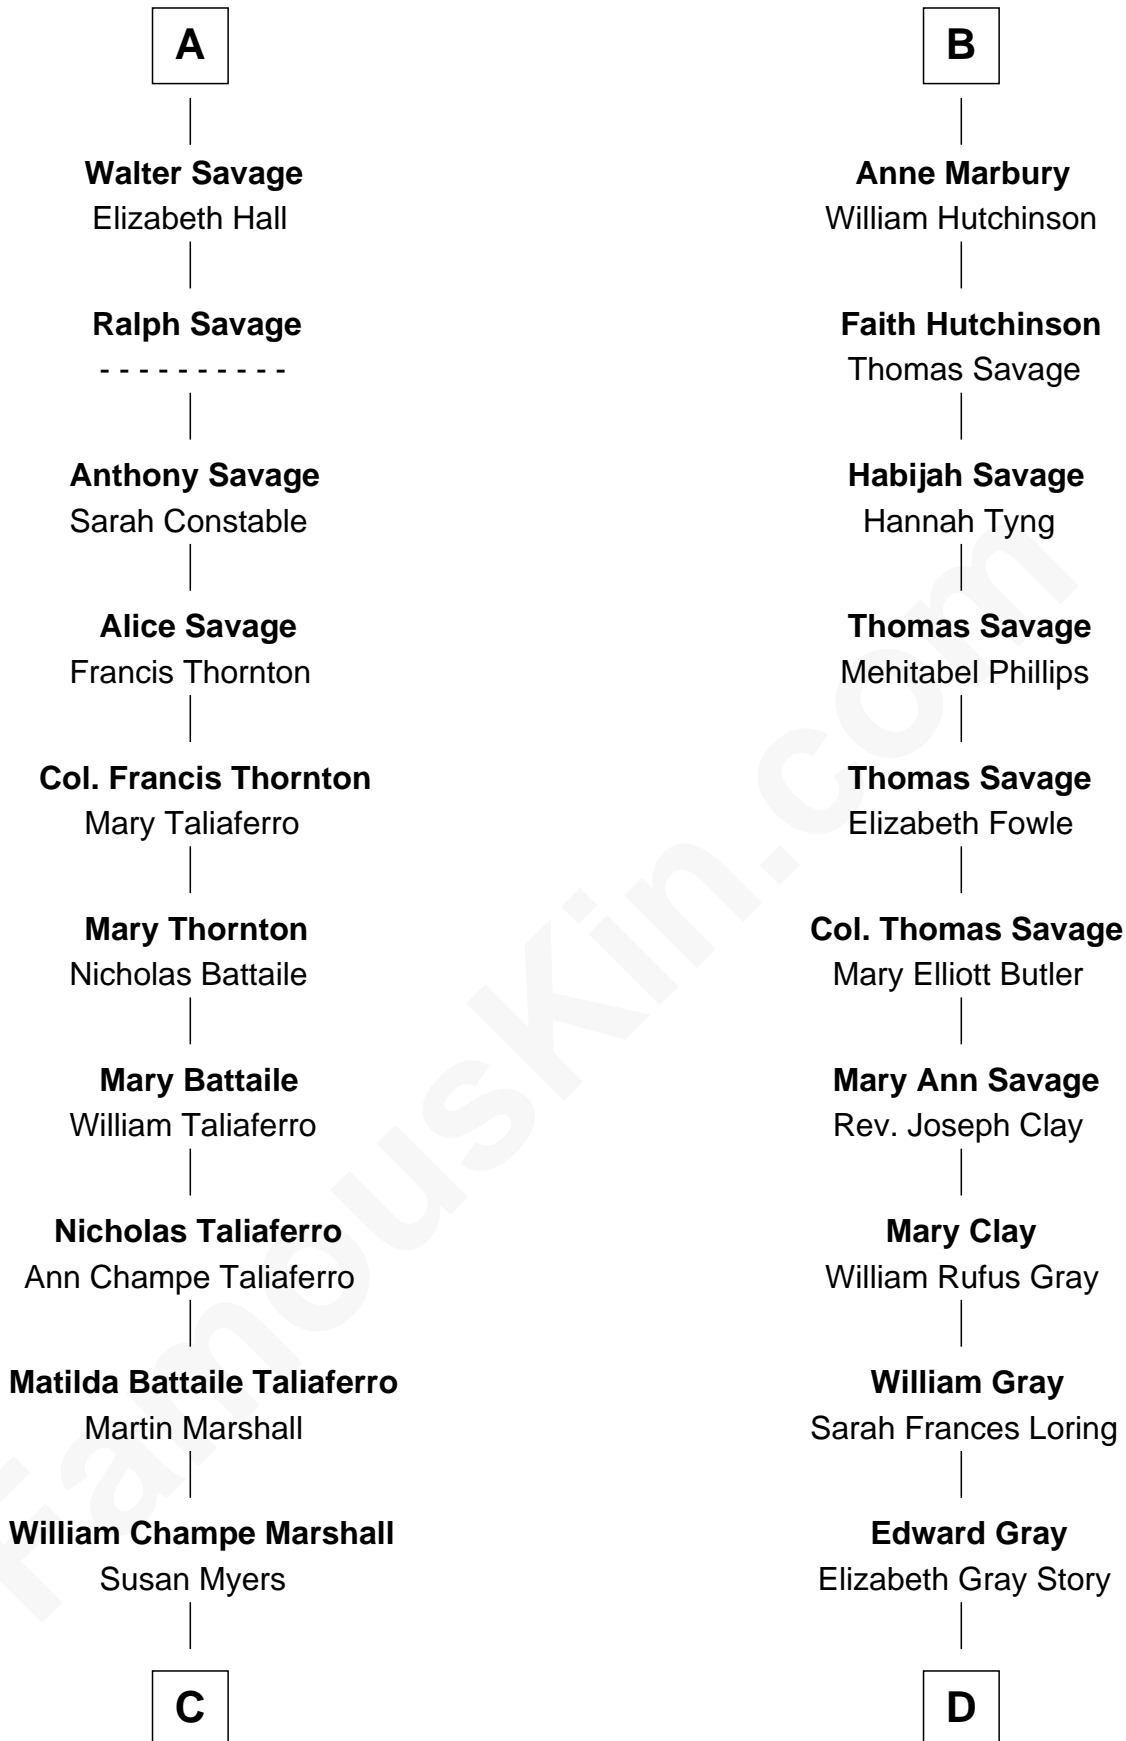 A
Walter Savage
Elizabeth Hall
Ralph Savage
- - - - - - - - - -
Anthony Savage
Sarah Constable
Alice Savage
Francis Thornton
Col. Francis Thornton
Mary Taliaferro
Mary Thornton
Nicholas Battaile
Mary Battaile
William Taliaferro
Nicholas Taliaferro
Ann Champe Taliaferro
Matilda Battaile Taliaferro
Martin Marshall
William Champe Marshall
Susan Myers
C
B
Anne Marbury
William Hutchinson
Faith Hutchinson
Thomas Savage
Habijah Savage
Hannah Tyng
Thomas Savage
Mehitabel Phillips
Thomas Savage
Elizabeth Fowle
Col. Thomas Savage
Mary Elliott Butler
Mary Ann Savage
Rev. Joseph Clay
Mary Clay
William Rufus Gray
William Gray
Sarah Frances Loring
Edward Gray
Elizabeth Gray Story
D
FamousKin.com